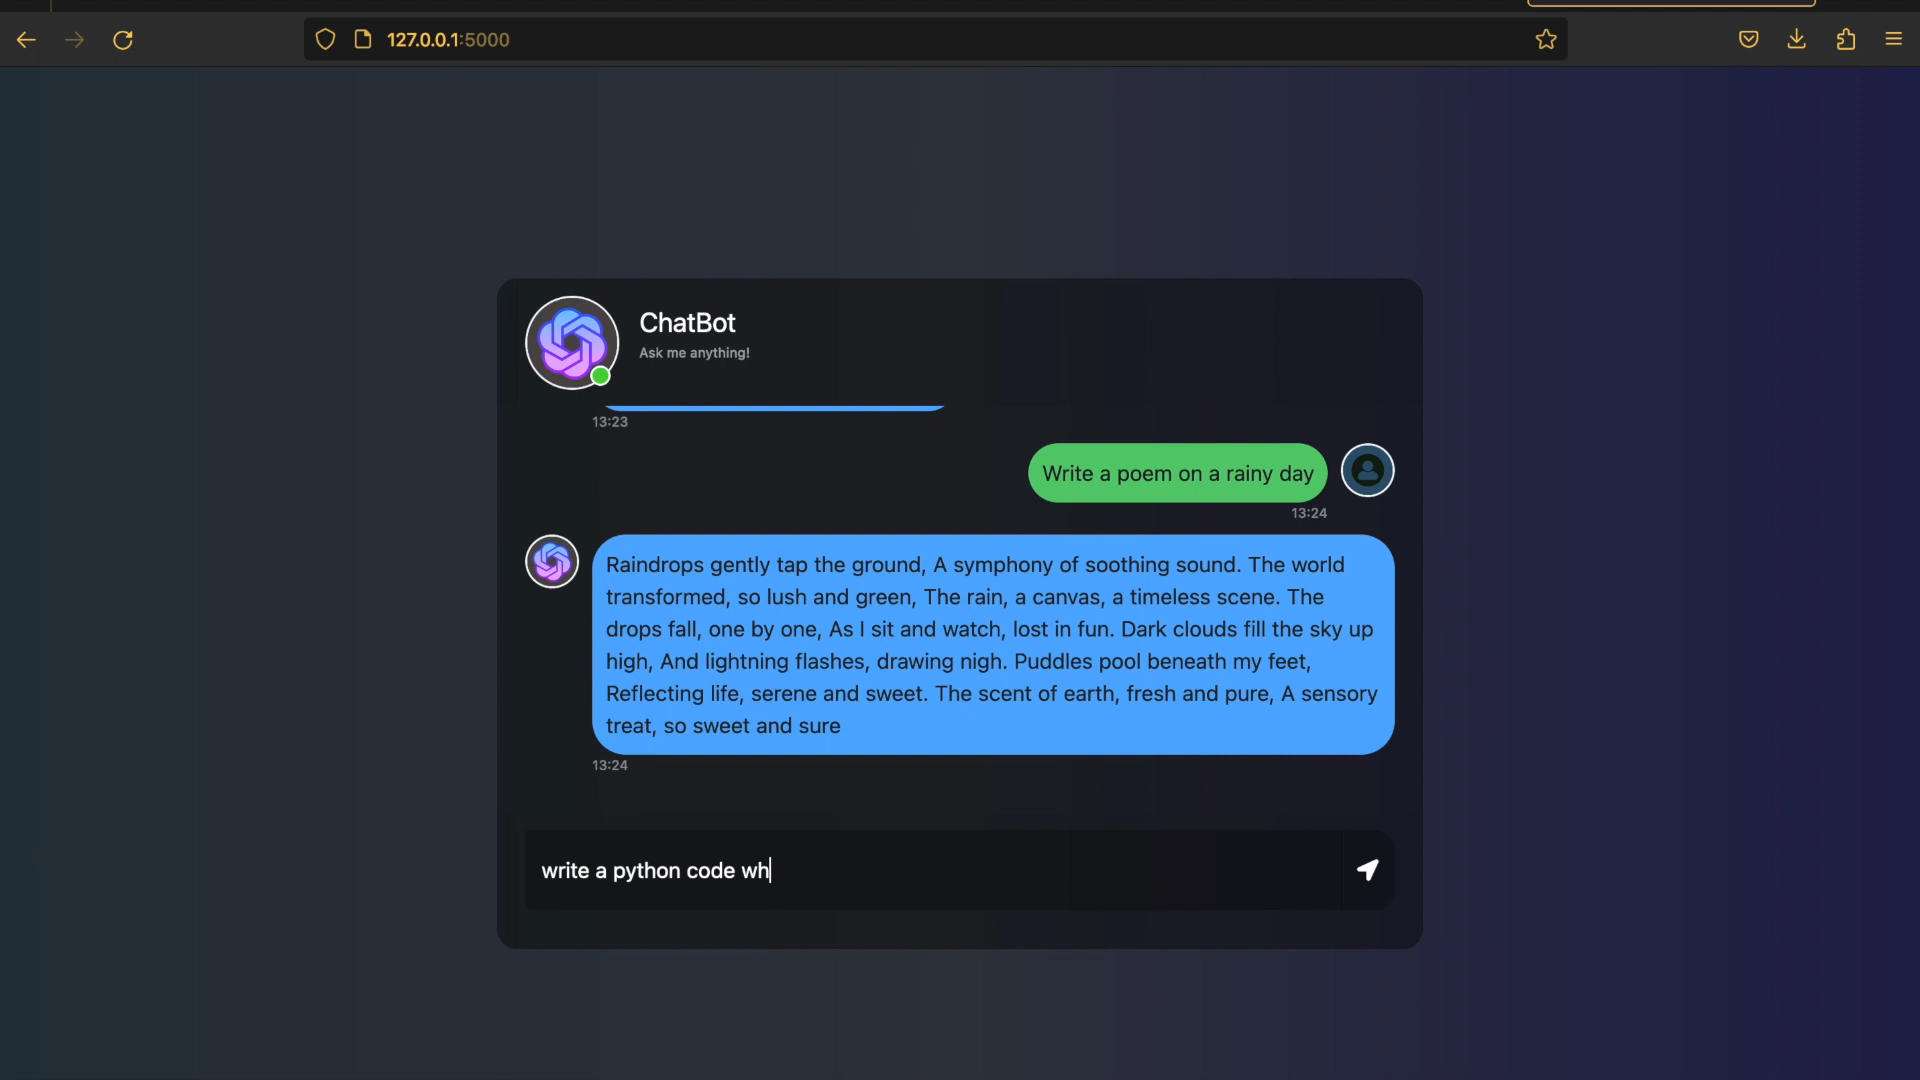 127.0.0.1:5000
ChatBot
Ask me anything!
13:23
Write a poem on a rainy day
13:24
Raindrops gently tap the ground, A symphony of soothing sound. The world
transformed, so lush and green, The rain, a canvas, a timeless scene. The
drops fall, one by one, As I sit and watch, lost in fun. Dark clouds fill the sky up
high, And lightning flashes, drawing nigh. Puddles pool beneath my feet,
Reflecting life, serene and sweet. The scent of earth, fresh and pure, A sensory
treat, so sweet and sure
13:24
write a python code wh